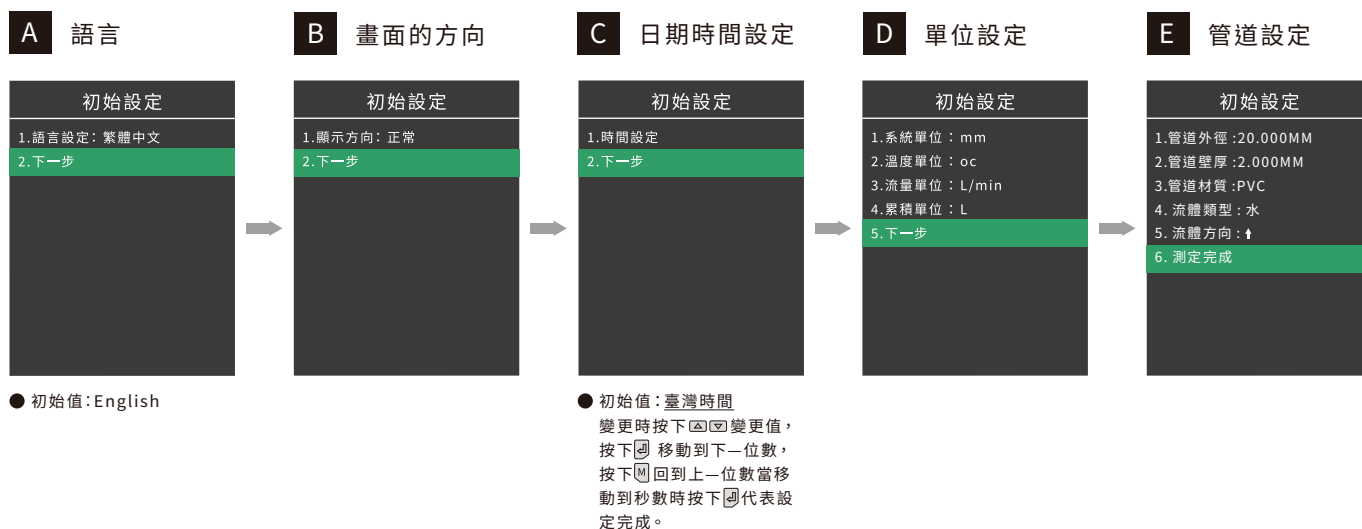 A 語言
初始設定
1.語言設定: 繁體中文
2.下一步
● 初始值:English
B 畫面的方向
初始設定
1.顯示方向: 正常
2.下一步
C 日期時間設定
初始設定
1.時間設定
2.下一步
● 初始值:臺灣時間
變更時按下變更值,
按下 移動到下—位數,
按下M回到上—位數當移
動到秒數時按下代表設
定完成。
D 單位設定
初始設定
1.系統單位: mm
2.溫度單位: oc
3.流量單位: L/min
4.累積單位: L
5.下一步
E 管道設定
初始設定
1.管道外徑:20.000MM
2.管道壁厚:2.000MM
3.管道材質:PVC
4. 流體類型: 水
5. 流體方向: ⬆
6. 測定完成